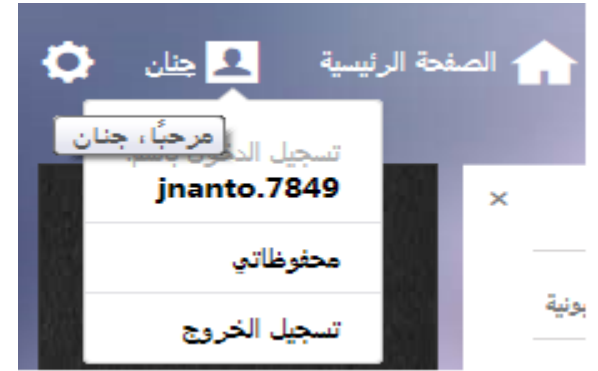 الصفحة الرئيسية
جنان
مرحبًا، جنان
تسجيل الدخول باسم:
jnanto.7849
محفوظاتي
تسجيل الخروج
×